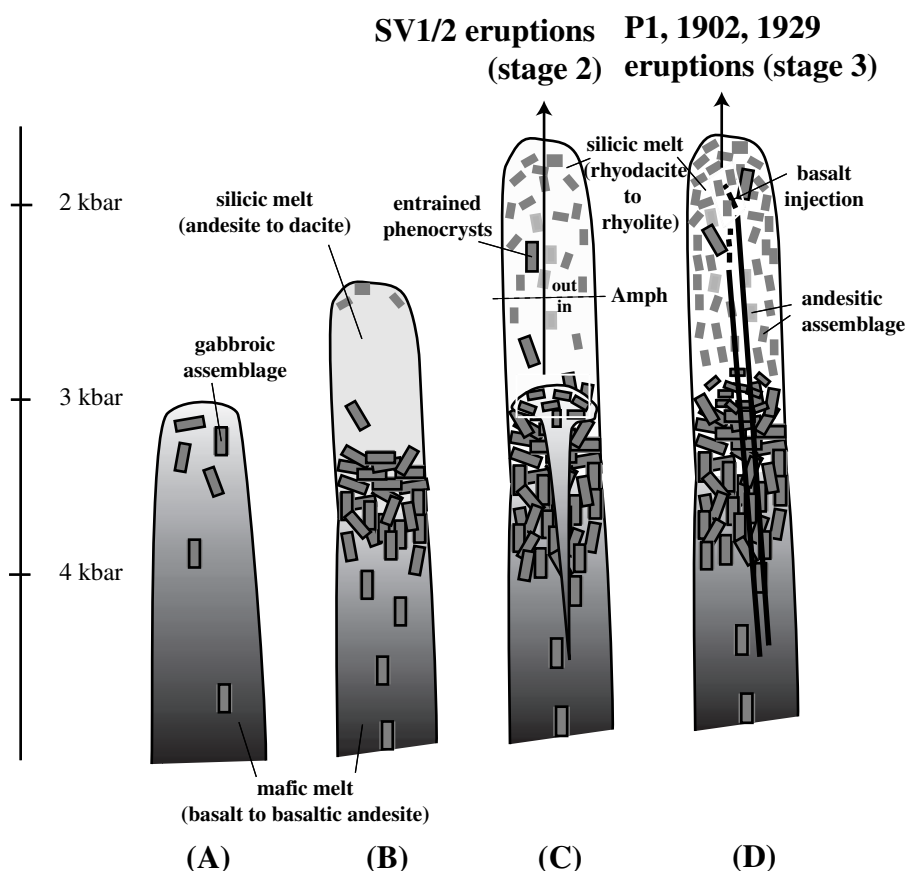 SV1/2 eruptions
(stage 2)
P1, 1902, 1929
eruptions (stage 3)
2 kbar
3 kbar
4 kbar
silicic melt
(andesite to dacite)
gabbroic
assemblage
entrained
phenocrysts
silicic melt
(rhyodacite
to
rhyolite)
basalt
injection
out
in
Amph
andesitic
assemblage
mafic melt
(basalt to basaltic andesite)
(A)
(B)
(C)
(D)